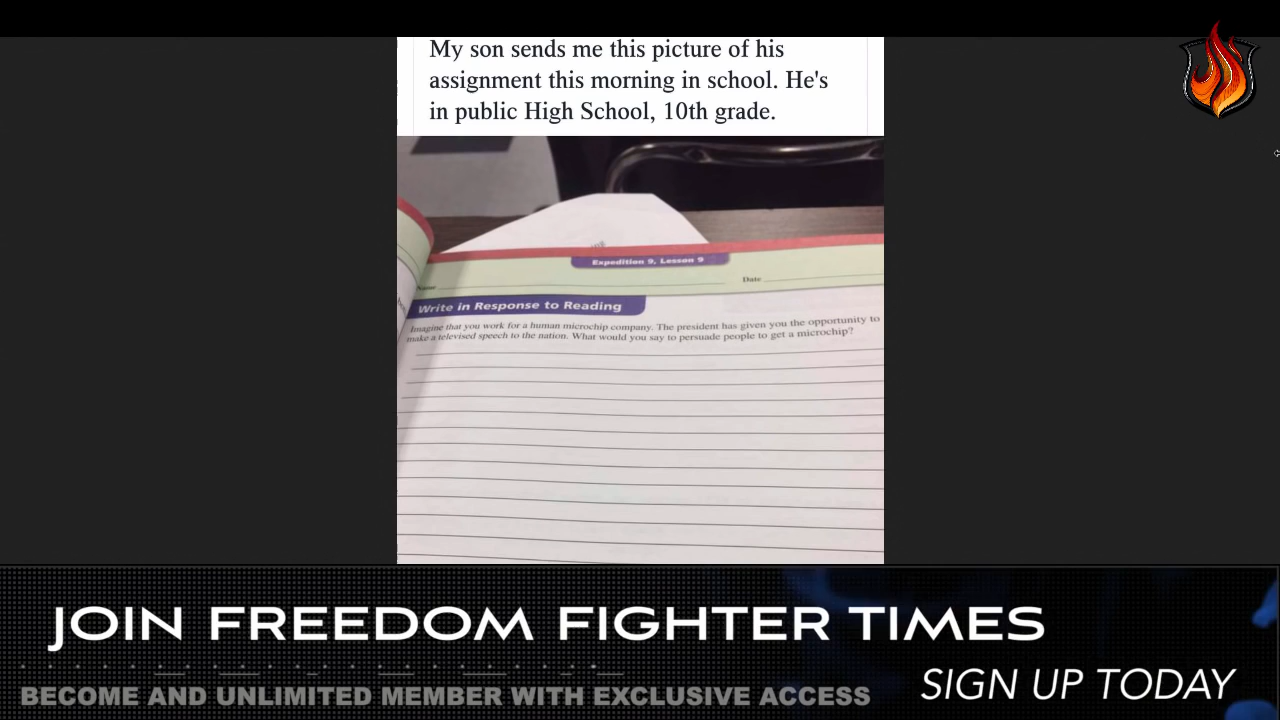 My son sends me this picture of his
assignment this morning in school. He's
in public High School, 10th grade.
Expedition 9, Lesson 9
Name
Date
Write in Response to Reading
Imagine that you work for a human microchip company. The president has given you the opportunity to
make a televised speech to the nation. What would you say to persuade people to get a microchip?
JOIN FREEDOM FIGHTER TIMES
BECOME AND UNLIMITED MEMBER WITH EXCLUSIVE ACCESS
SIGN UP TODAY